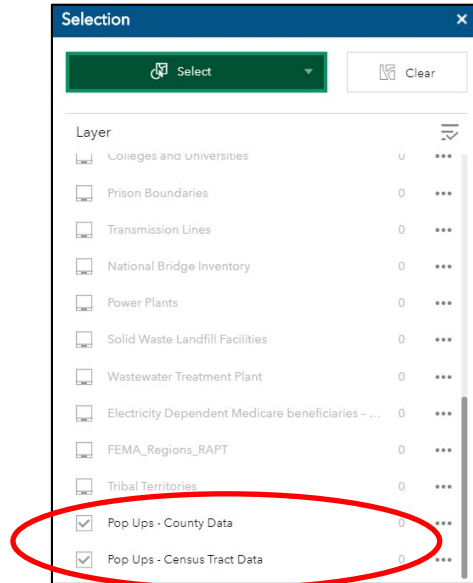 Selection
Select
Clear
Layer
Colleges and Universities 0
Prison Boundaries 0
Transmission Lines 0
National Bridge Inventory 0
Power Plants 0
Solid Waste Landfill Facilities 0
Wastewater Treatment Plant 0
Electricity Dependent Medicare beneficiaries – ... 0
FEMA_Regions_RAPT 0
Tribal Territories 0
Pop Ups - County Data 0
Pop Ups - Census Tract Data 0